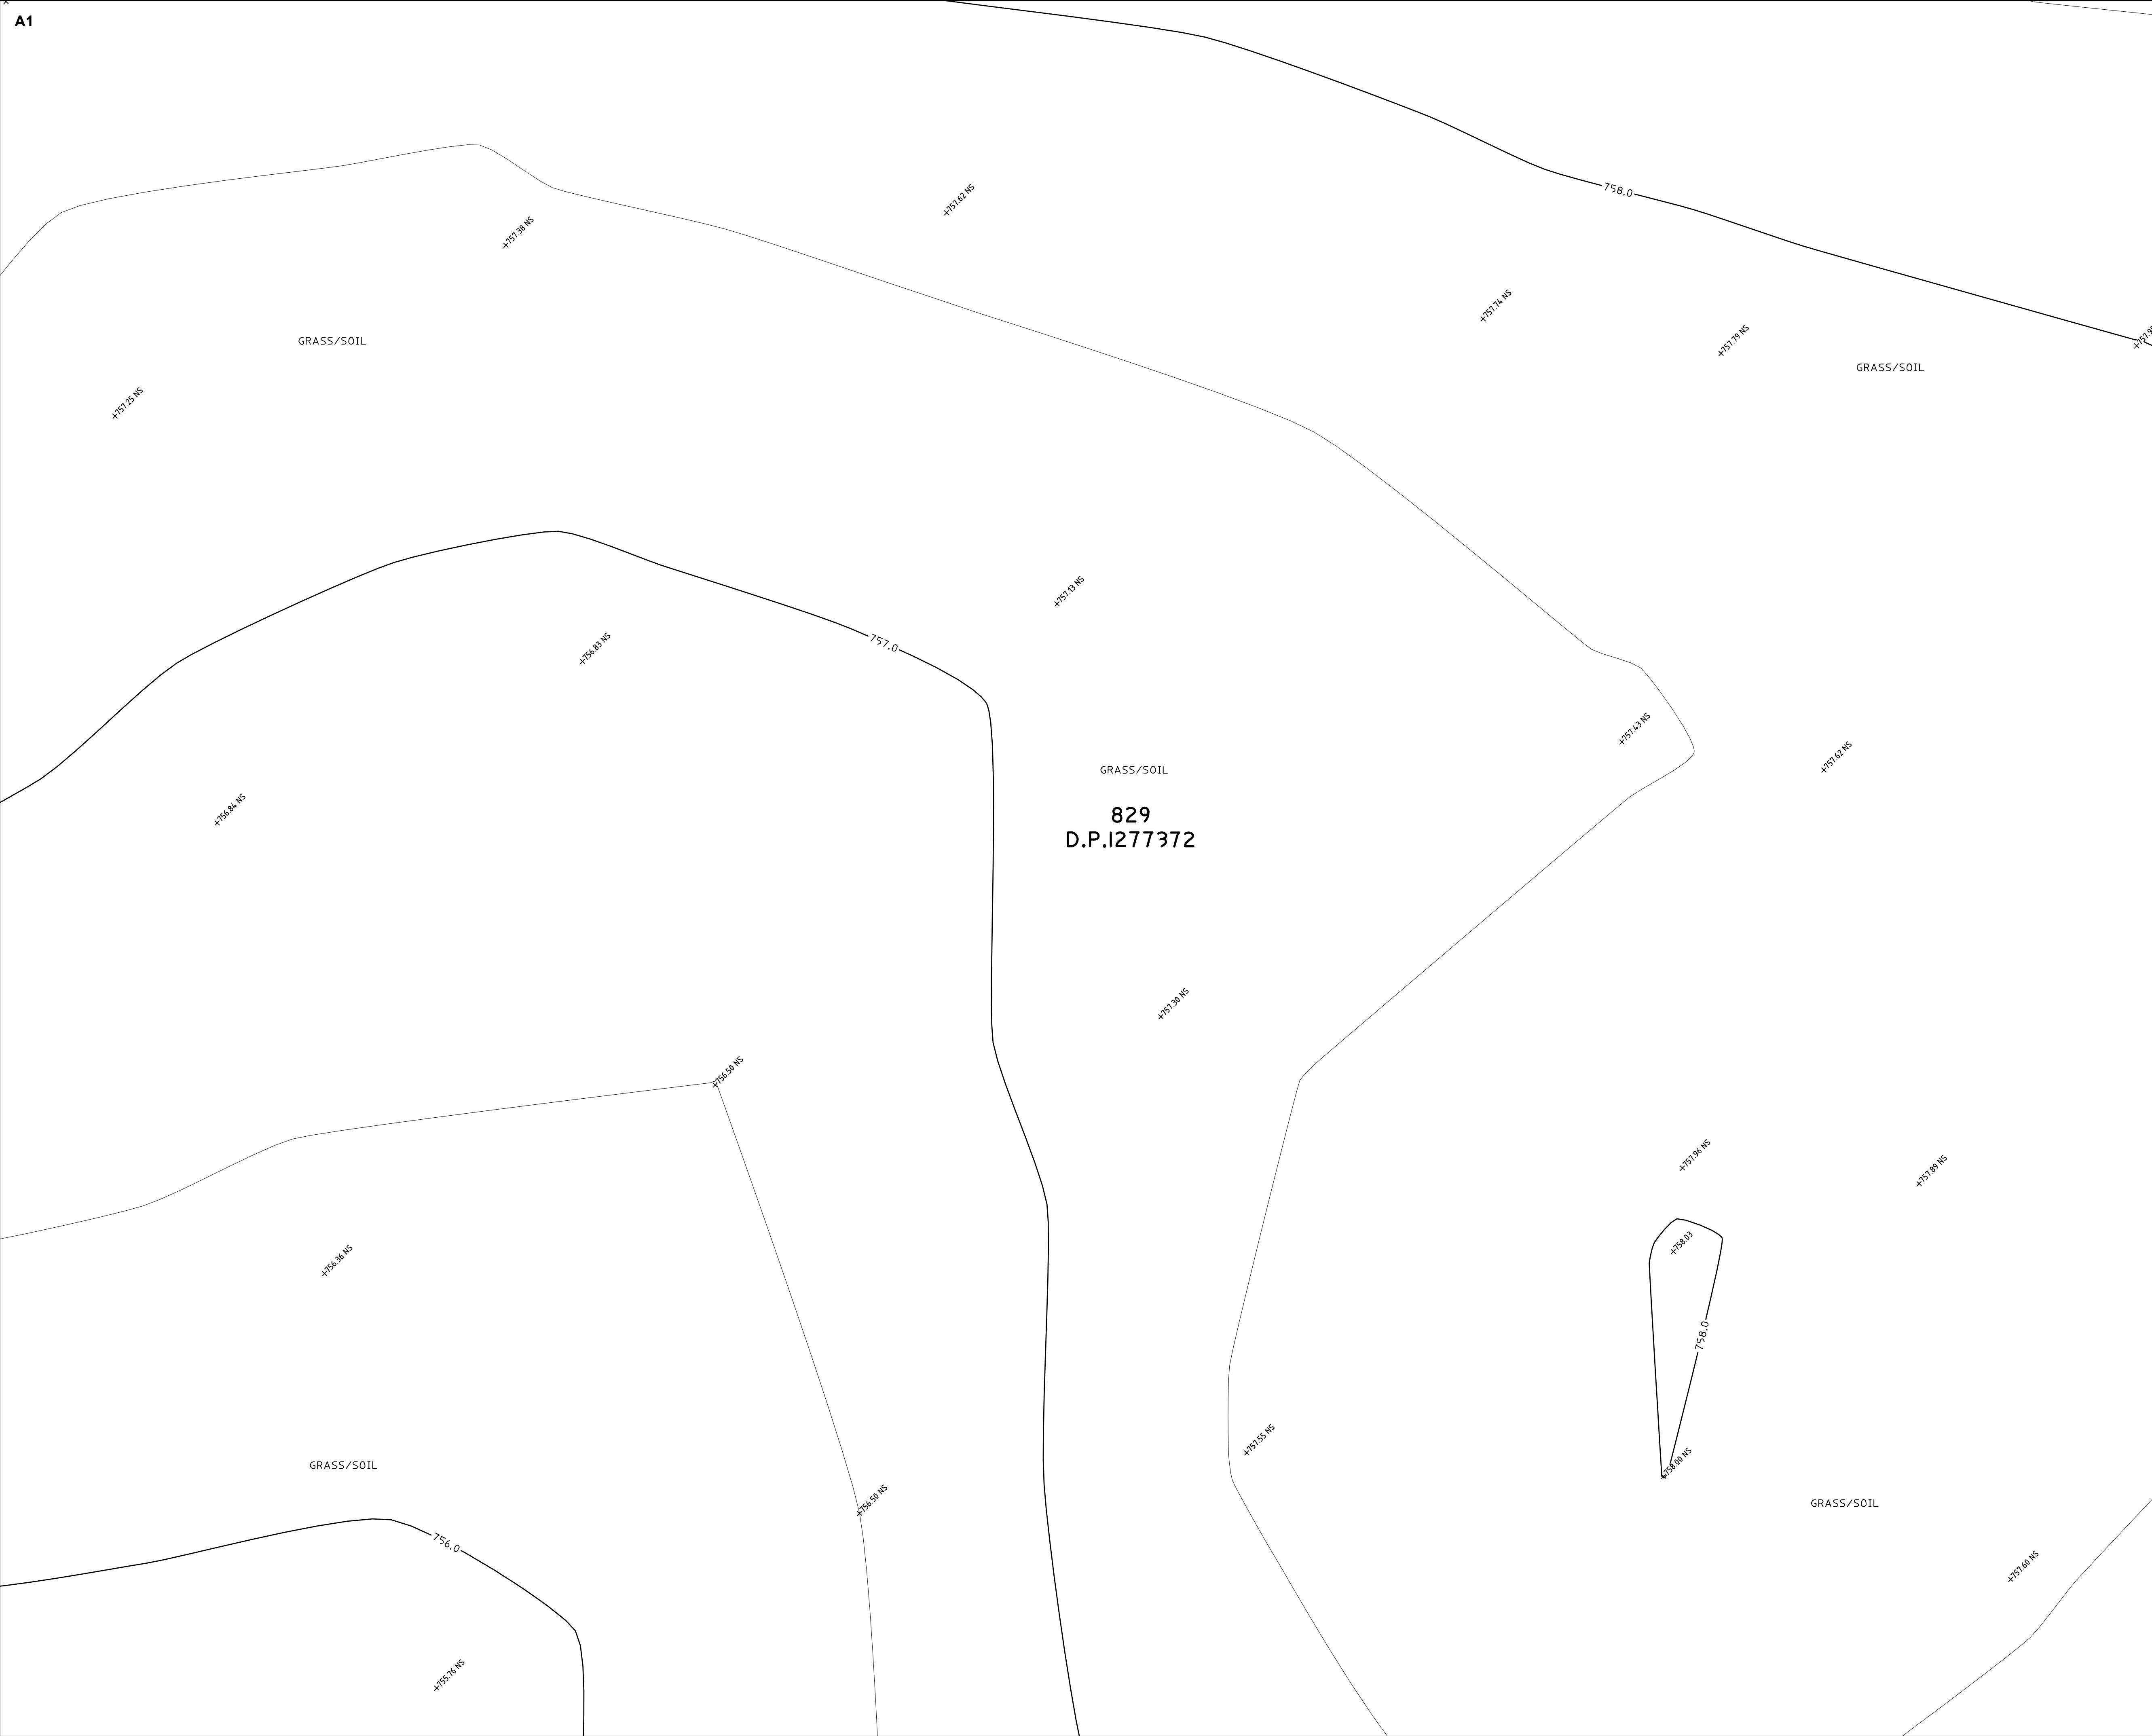 A1
758.0
+757.62 NS
+757.38 NS
+757.74 NS
+757.79 NS
GRASS/SOIL
GRASS/SOIL
+757.25 NS
+757.13 NS
757.0
+756.83 NS
+757.43 NS
+757.62 NS
GRASS/SOIL
+756.84 NS
829
D.P.1277372
+757.30 NS
+756.50 NS
+757.96 NS
+757.89 NS
+758.03
+756.36 NS
758.0
+757.55 NS
+758.00 NS
GRASS/SOIL
+756.50 NS
GRASS/SOIL
756.0
+757.60 NS
+755.76 NS